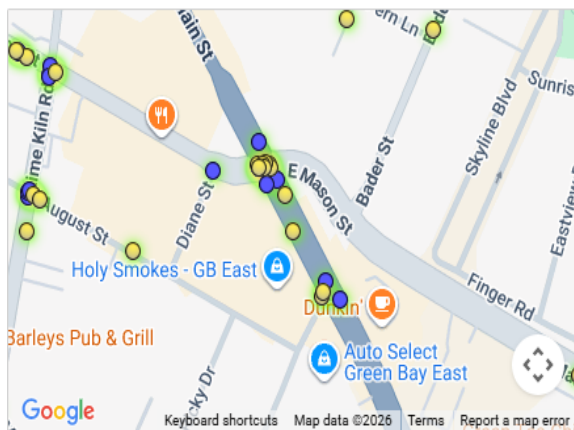 ain St
ern Ln
Sunris
Skyline Blvd
ime Kiln Rd
E Mason St
Bader St
Eastview
Diane St
August St
Holy Smokes - GB East
Finger Rd
Dunkin'
Barleys Pub & Grill
Auto Select
Green Bay East
cky Dr
Google
Keyboard shortcuts
Map data ©2026
Terms
Report a map error